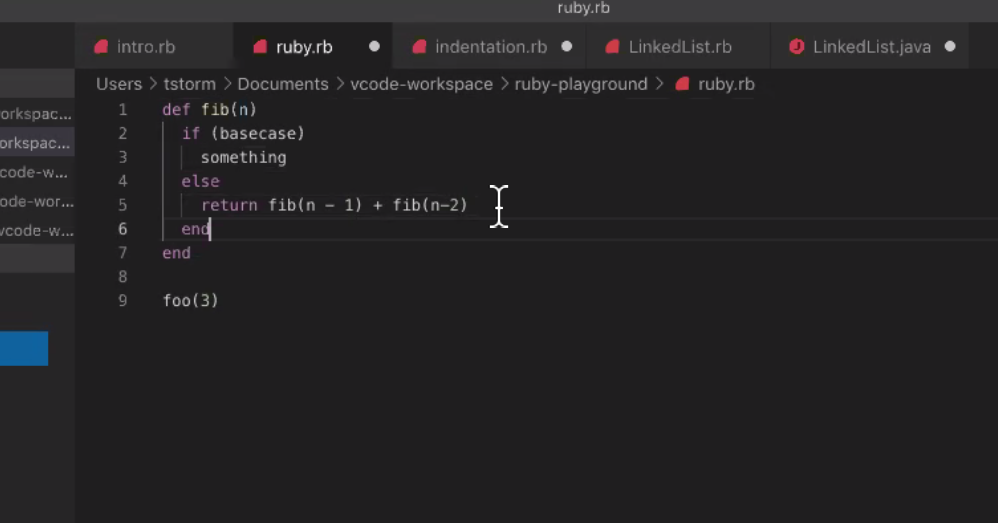 ruby.rb
intro.rb
ruby.rb
indentation.rb
LinkedList.rb
LinkedList.java
Users > tstorm > Documents > vcode-workspace > ruby-playground > ruby.rb
1 def fib(n)
2 if (basecase)
3 something
4 else
5 return fib(n - 1) + fib(n-2)
6 end
7 end
8
9 foo(3)
orkspac...
orkspac...
code-w...
ode-wor...
vcode-w...